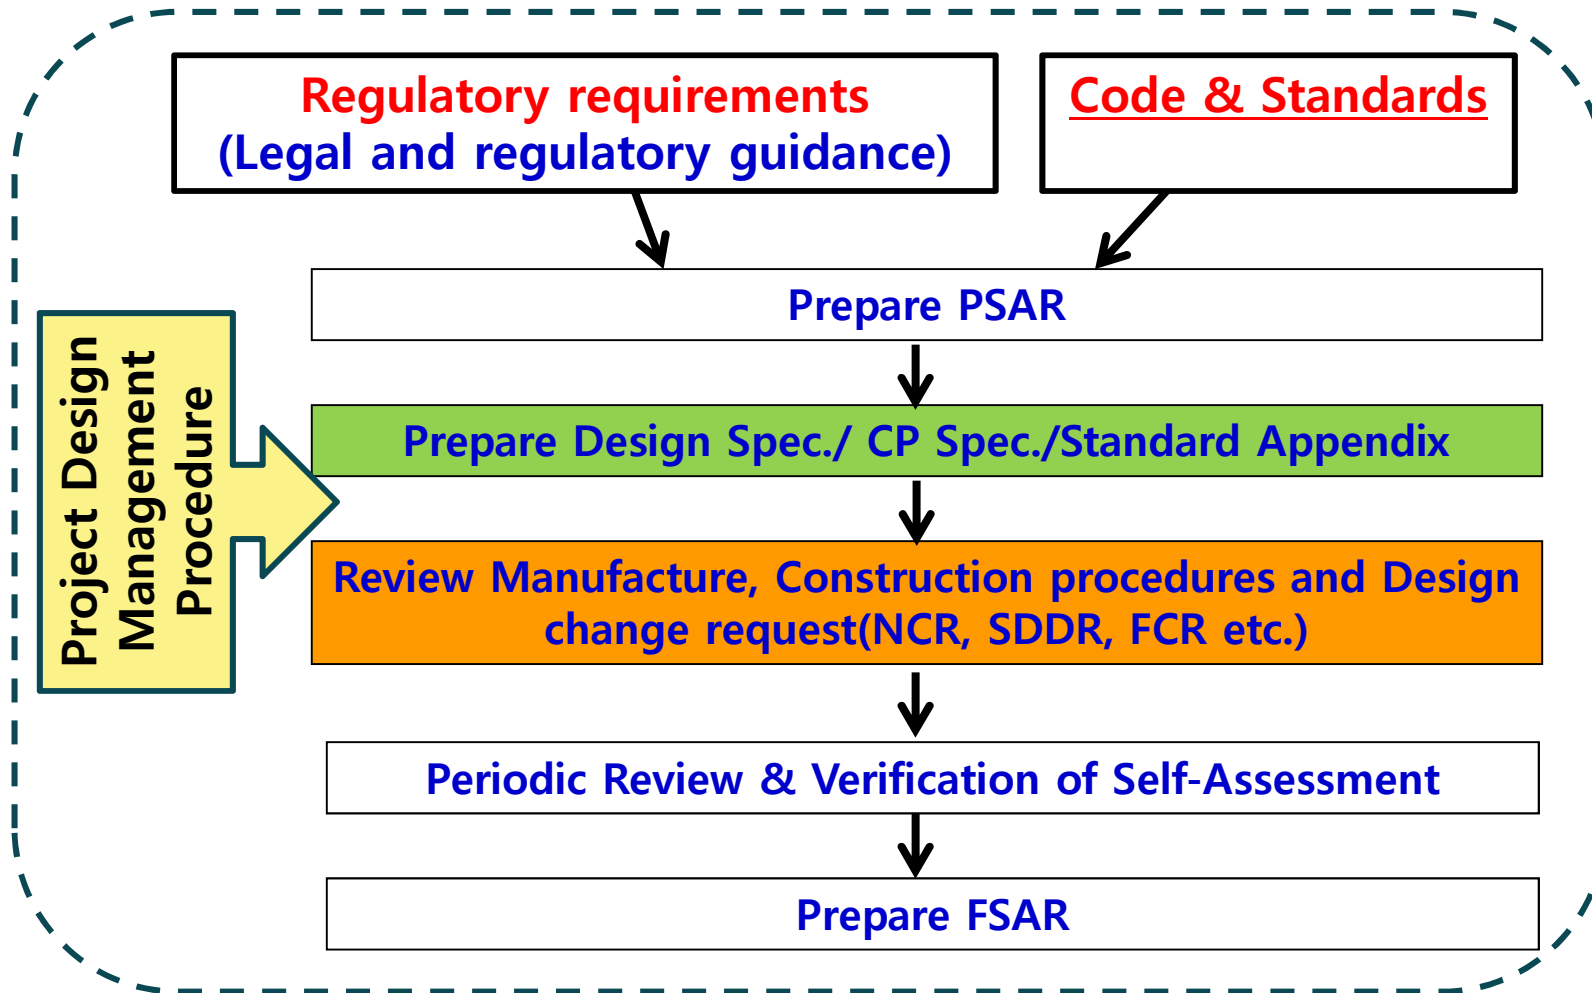 Regulatory requirements
(Legal and regulatory guidance)
Code & Standards
Prepare PSAR
Project Design
Management
Procedure
Prepare Design Spec./ CP Spec./Standard Appendix
Review Manufacture, Construction procedures and Design
change request(NCR, SDDR, FCR etc.)
Periodic Review & Verification of Self-Assessment
Prepare FSAR